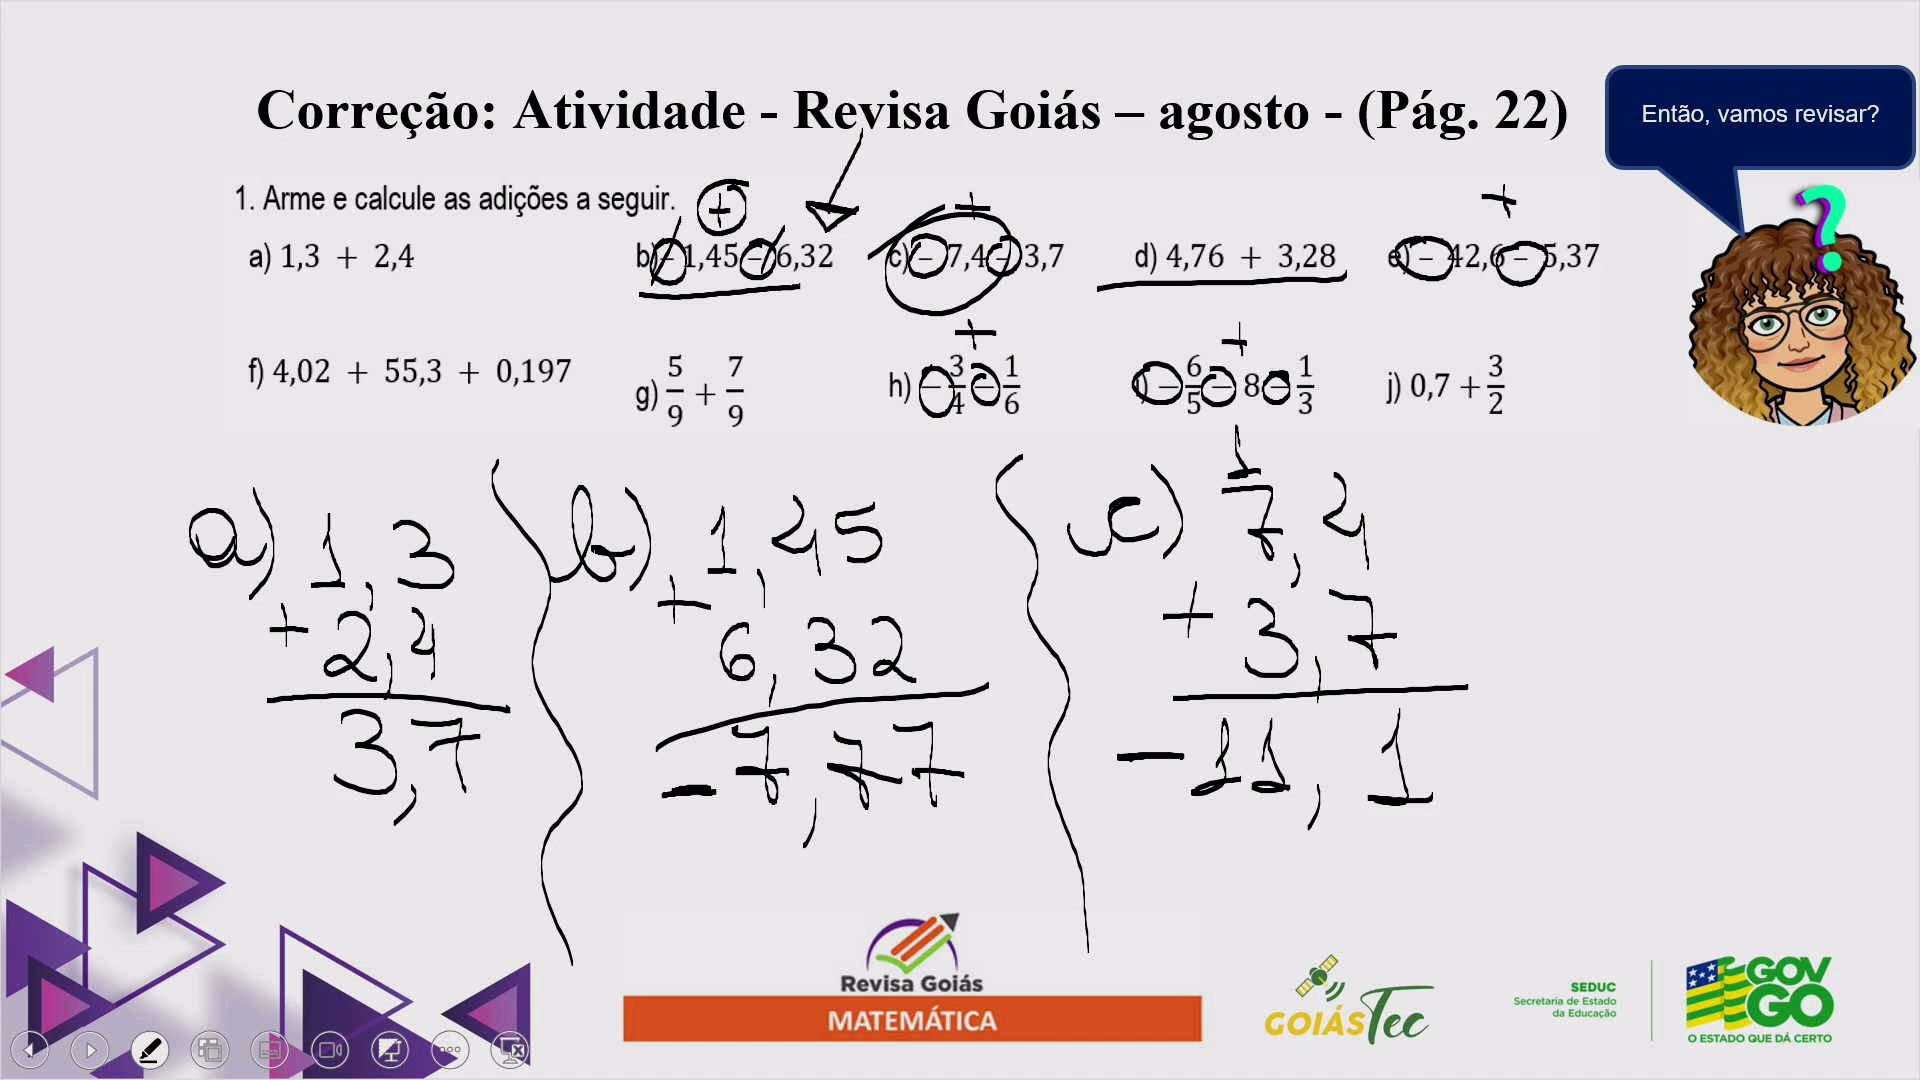 Correção: Atividade - Revisa Goiás – agosto - (Pág. 22)
Então, vamos revisar?
1. Arme e calcule as adições a seguir. + +  +
a) 1,3 + 2,4 b) – 1,45 – 6,32 c) – 7,4 – 3,7 d) 4,76 + 3,28 e) – 42,6 – 5,37
+ +
f) 4,02 + 55,3 + 0,197 g) 5/9 + 7/9 h) – 3/4 – 1/6 i) – 6/5 – 8 – 1/3 j) 0,7 + 3/2
1
a) 1,3 b) 1,45 c) 7,4
+ 2,4 + 6,32 + 3,7
3,7 - 7,77 - 11,1
Revisa Goiás
MATEMÁTICA
GOIÁS Tec
SEDUC
Secretaria de Estado
da Educação
GOV
GO
O ESTADO QUE DÁ CERTO